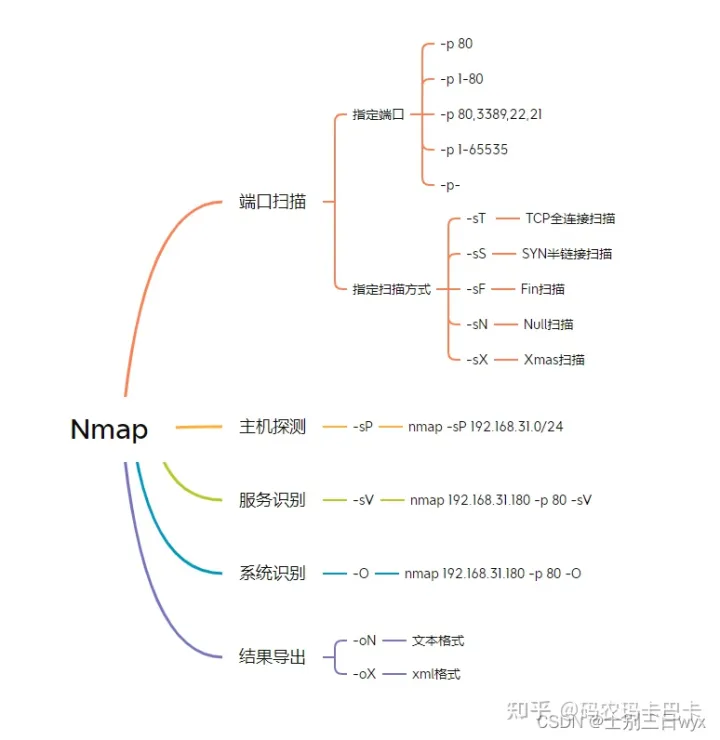 Nmap
端口扫描
指定端口
-p 80
-p 1-80
-p 80,3389,22,21
-p 1-65535
-p-
指定扫描方式
-sT TCP全连接扫描
-sS SYN半链接扫描
-sF Fin扫描
-sN Null扫描
-sX Xmas扫描
主机探测 -sP nmap -sP 192.168.31.0/24
服务识别 -sV nmap 192.168.31.180 -p 80 -sV
系统识别 -O nmap 192.168.31.180 -p 80 -O
结果导出
-oN 文本格式
-oX xml格式
知乎 @码农玛卡巴卡
CSDN @士别三日wyx